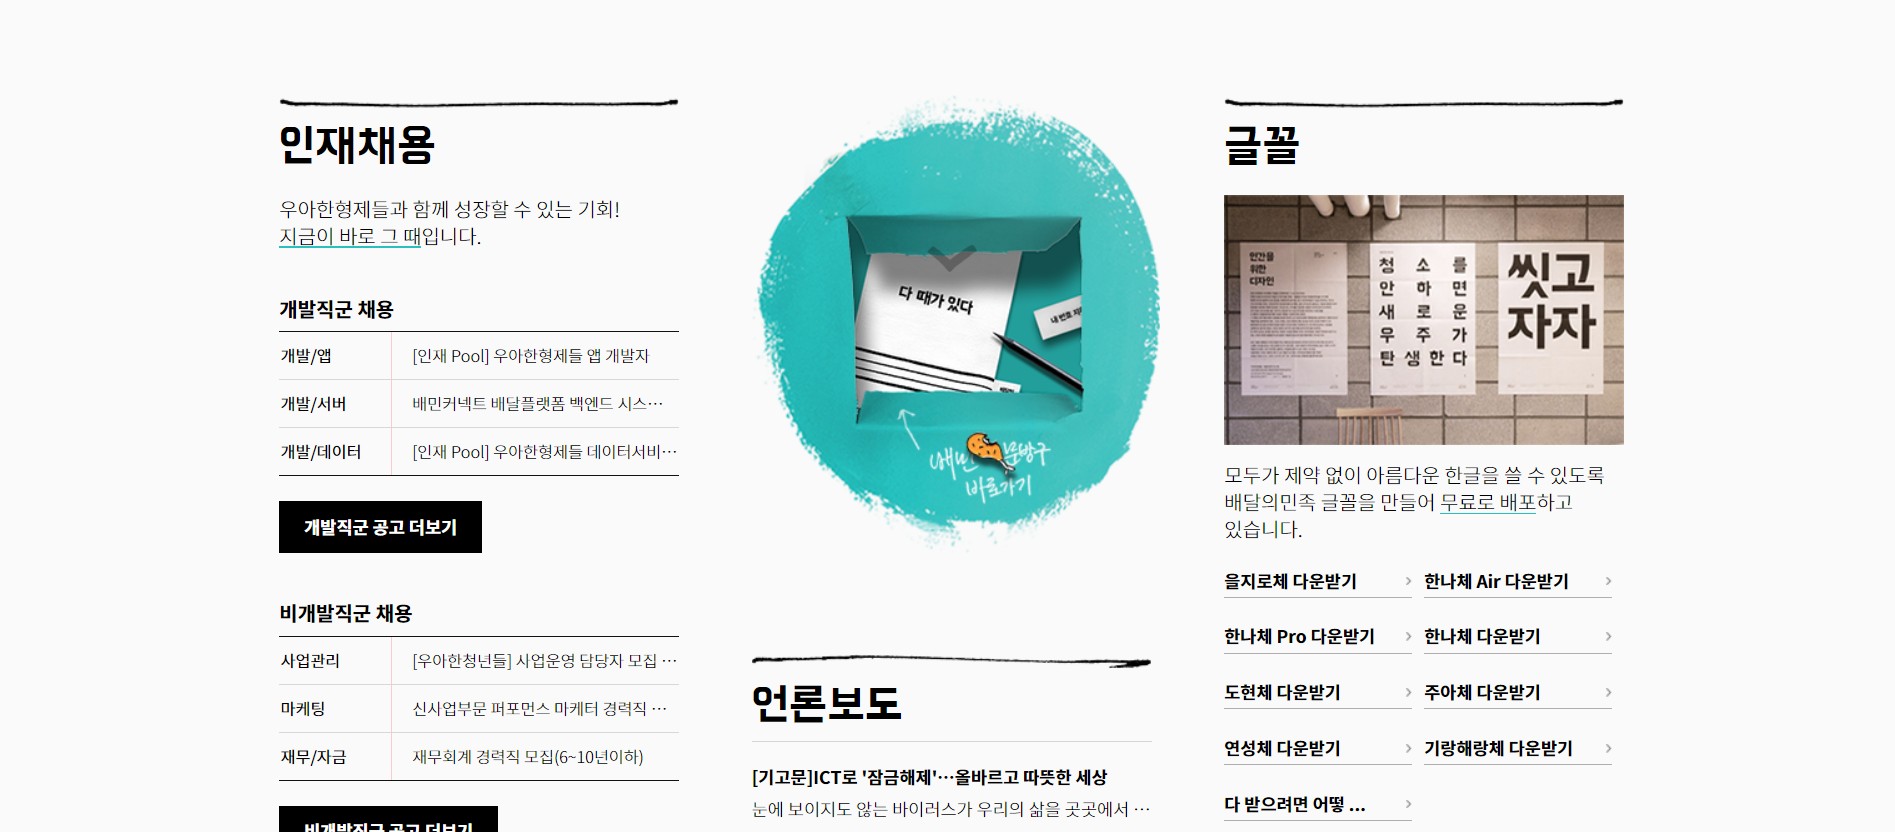 인재채용
우아한형제들과 함께 성장할 수 있는 기회!
지금이 바로 그 때입니다.
개발직군 채용
개발/앱 [인재 Pool] 우아한형제들 앱 개발자
개발/서버 배민커넥트 배달플랫폼 백엔드 시스…
개발/데이터 [인재 Pool] 우아한형제들 데이터서비…
개발직군 공고 더보기
비개발직군 채용
사업관리 [우아한청년들] 사업운영 담당자 모집 …
마케팅 신사업부문 퍼포먼스 마케터 경력직 …
재무/자금 재무회계 경력직 모집(6~10년이하)
비개발직군 공고 더보기
다 때가 있다
내 번호
배민 문방구
바로가기
언론보도
[기고문]ICT로 '잠금해제'…올바르고 따뜻한 세상
눈에 보이지도 않는 바이러스가 우리의 삶을 곳곳에서 …
글꼴
인간을
위한
디자인
청 소 를
안 하 면
새 로 운
우 주 가
탄 생 한 다
씻고
자자
모두가 제약 없이 아름다운 한글을 쓸 수 있도록
배달의민족 글꼴을 만들어 무료로 배포하고
있습니다.
을지로체 다운받기
한나체 Air 다운받기
한나체 Pro 다운받기
한나체 다운받기
도현체 다운받기
주아체 다운받기
연성체 다운받기
기랑해랑체 다운받기
다 받으려면 어떻 ...